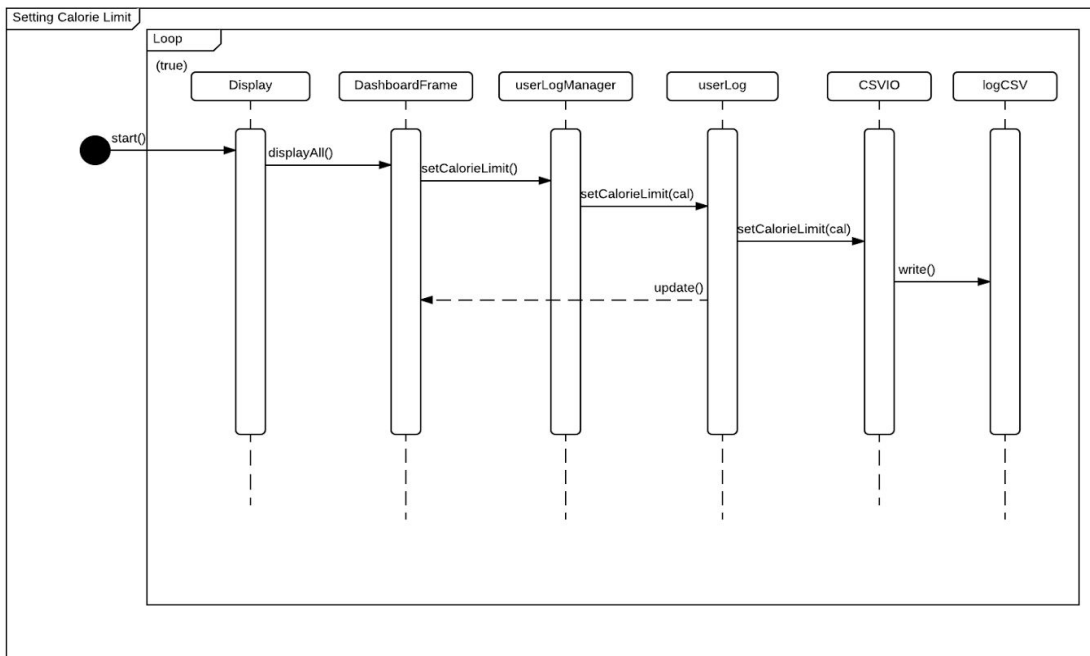 Setting Calorie Limit
Loop
(true)
Display
DashboardFrame
userLogManager
userLog
CSVIO
logCSV
start()
displayAll()
setCalorieLimit()
setCalorieLimit(cal)
setCalorieLimit(cal)
write()
update()